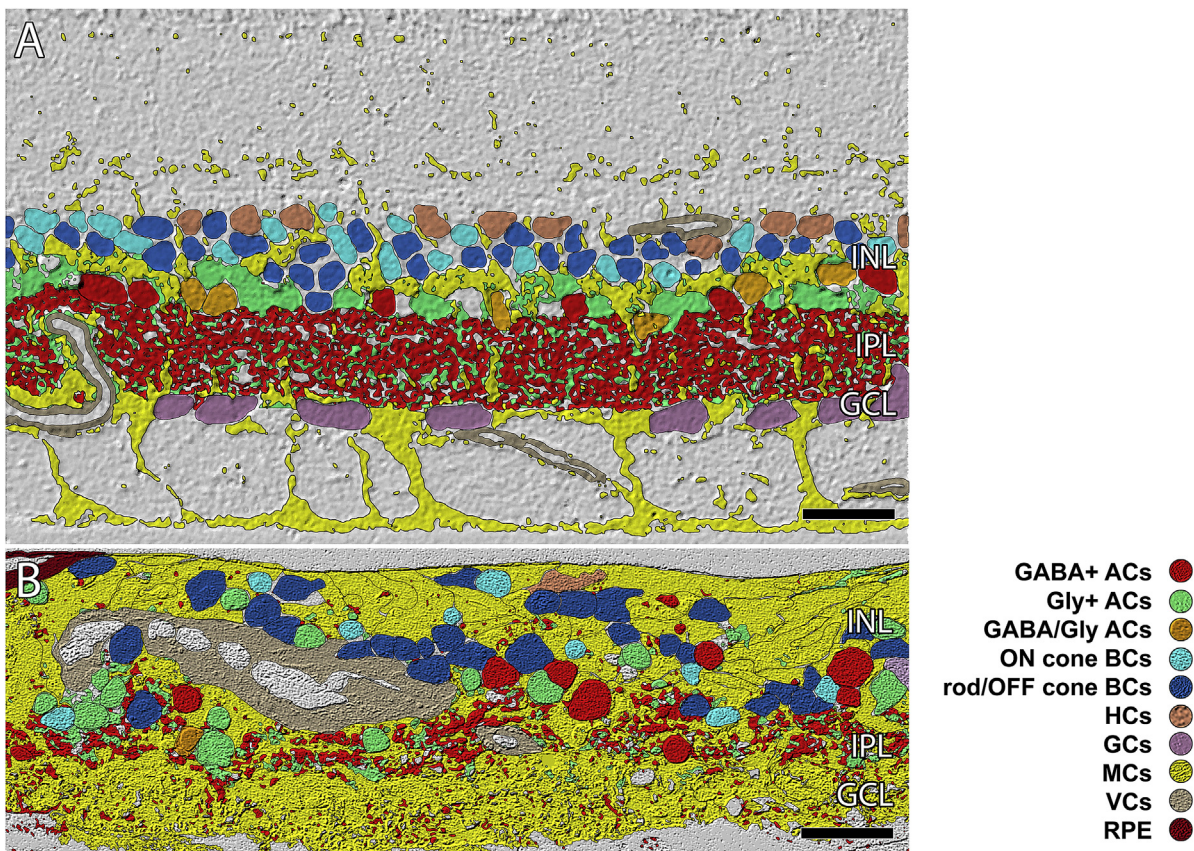 A
INL
IPL
GCL
B
INL
IPL
GCL
GABA+ ACs
Gly+ ACs
GABA/Gly ACs
ON cone BCs
rod/OFF cone BCs
HCs
GCs
MCs
VCs
RPE